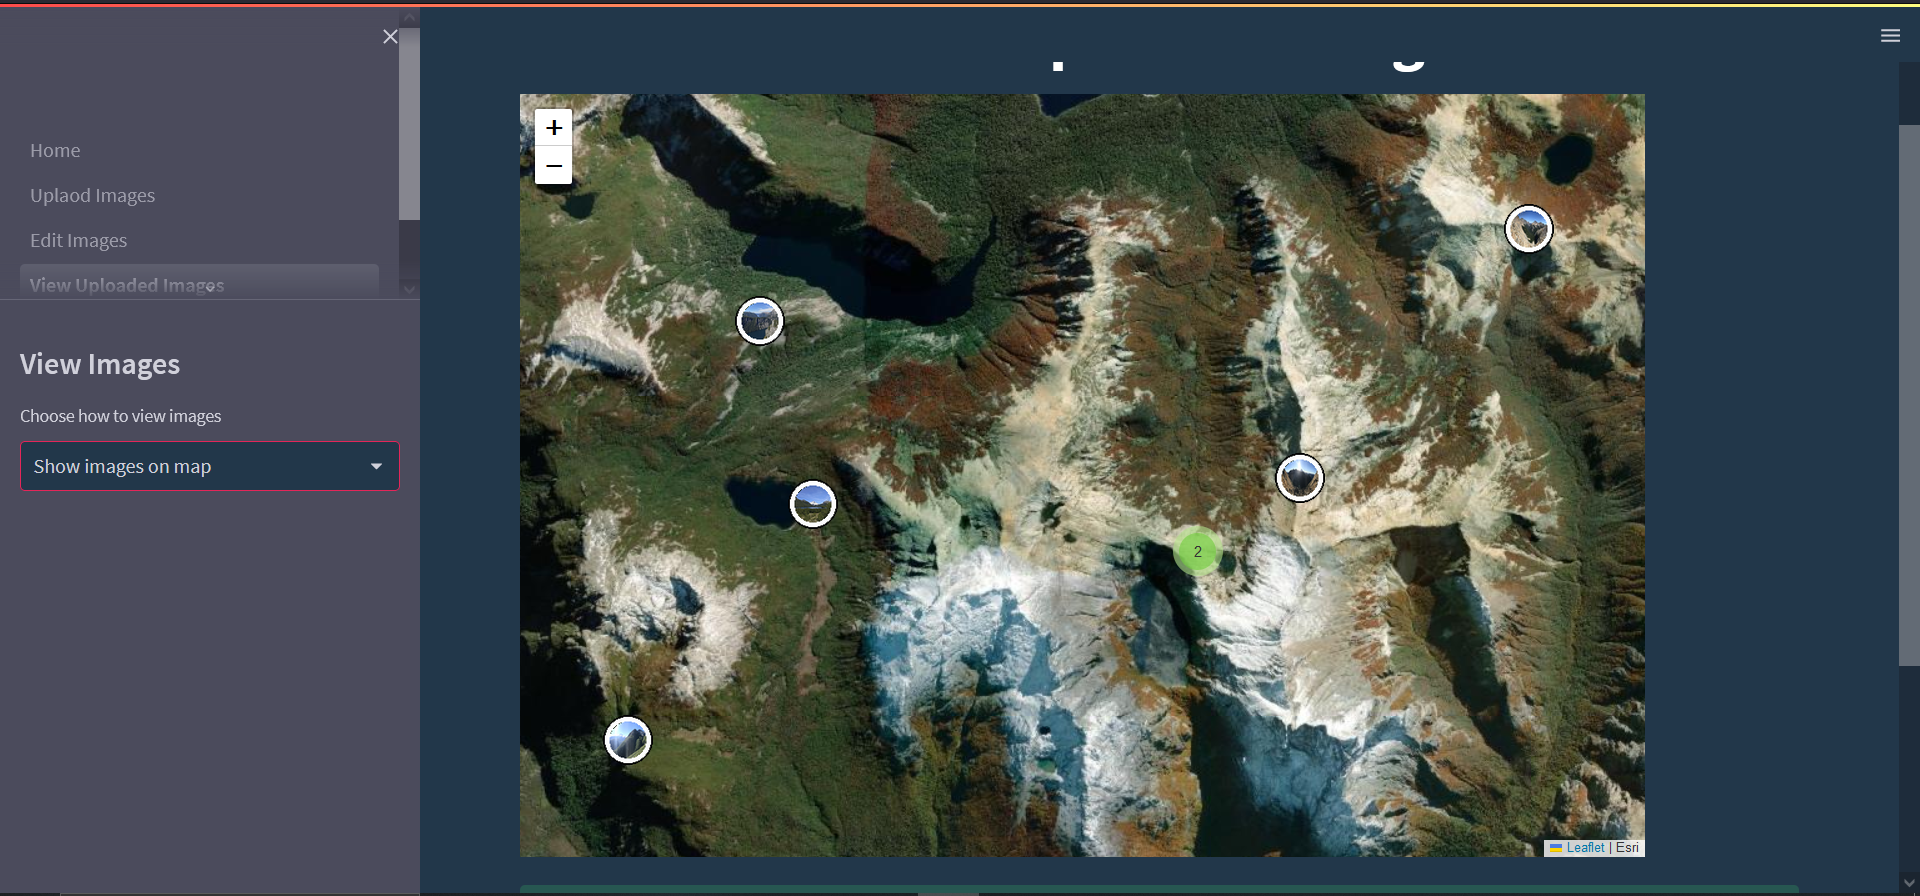 Home
Uplaod Images
Edit Images
View Uploaded Images
View Images
Choose how to view images
Show images on map
+
−
2
Leaflet | Esri